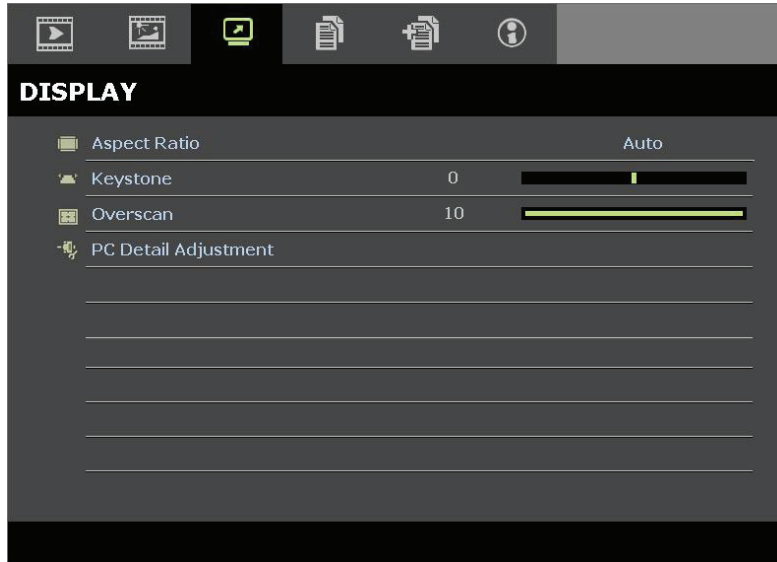 DISPLAY
Aspect Ratio Auto
Keystone 0
Overscan 10
PC Detail Adjustment